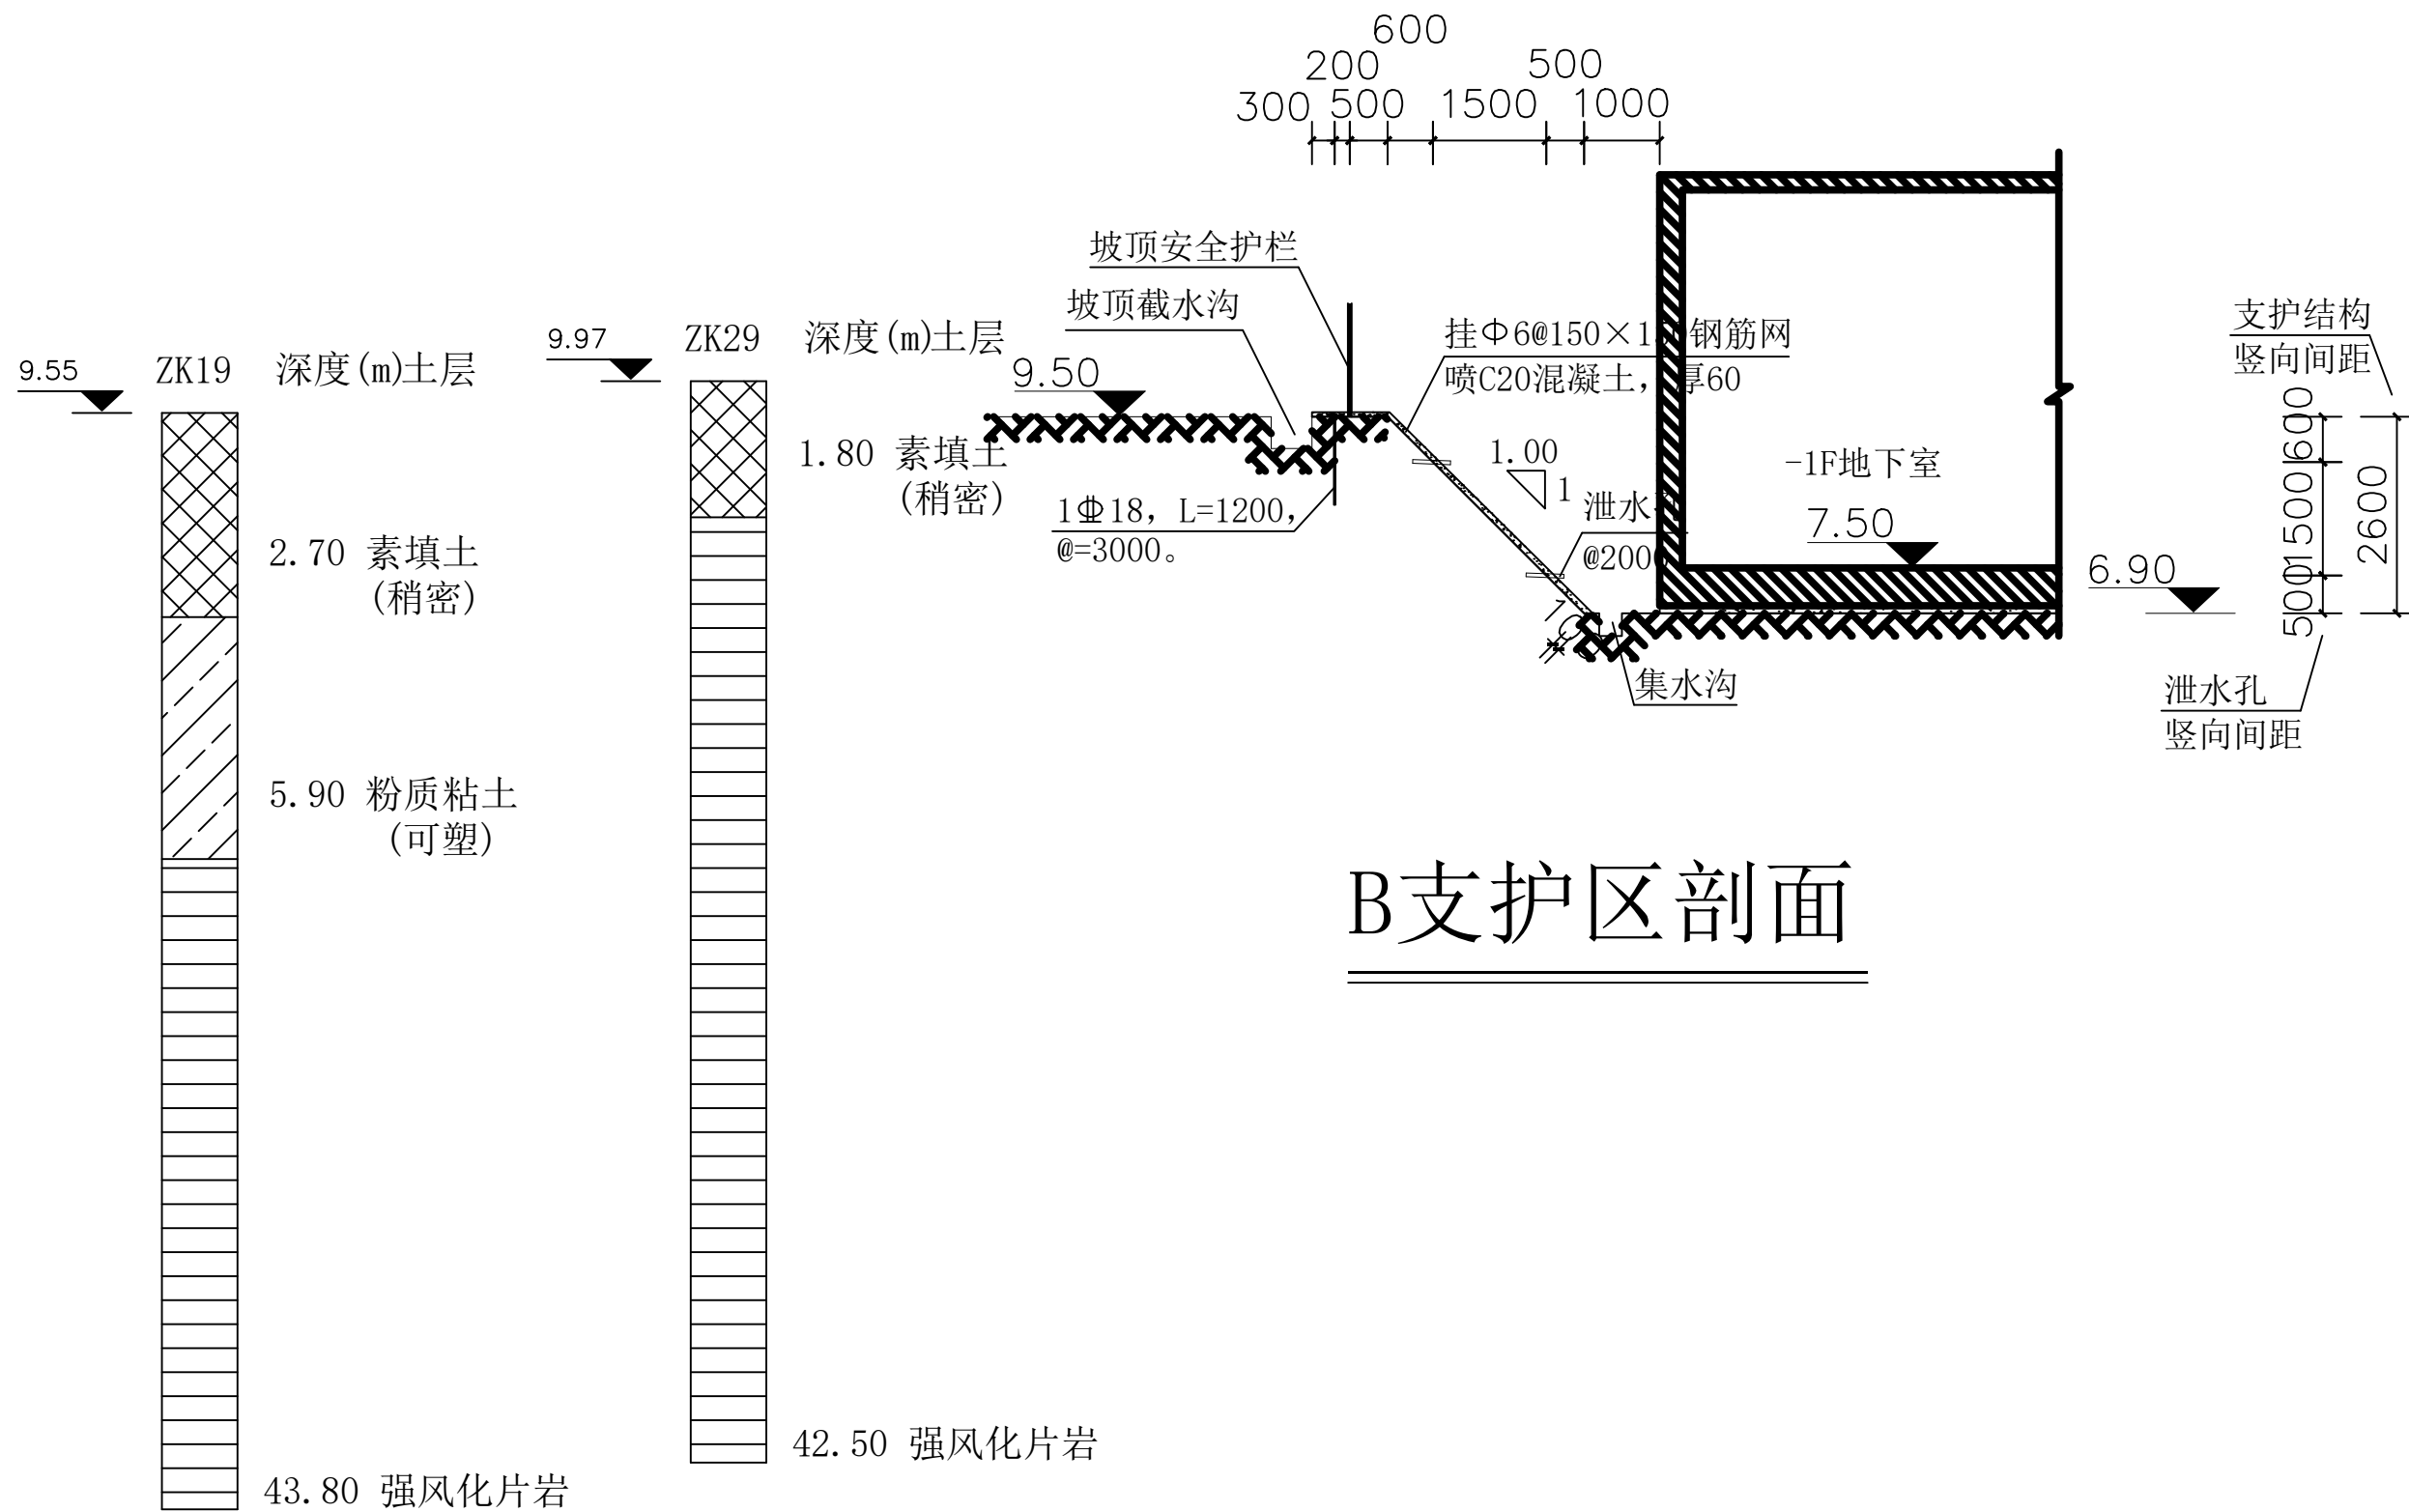 9.55
ZK19
深度(m)土层
2.70 素填土
(稍密)
5.90 粉质粘土
(可塑)
43.80 强风化片岩
9.97
ZK29
深度(m)土层
1.80 素填土
(稍密)
42.50 强风化片岩
600
200
500
300
500
1500
1000
坡顶安全护栏
坡顶截水沟
9.50
1Φ18, L=1200,
@=3000。
挂Φ6@150×150钢筋网
喷C20混凝土，厚60
1.00
1
泄水孔
@2000
集水沟
-1F地下室
7.50
6.90
支护结构
竖向间距
600
1500
500
2600
泄水孔
竖向间距
B支护区剖面